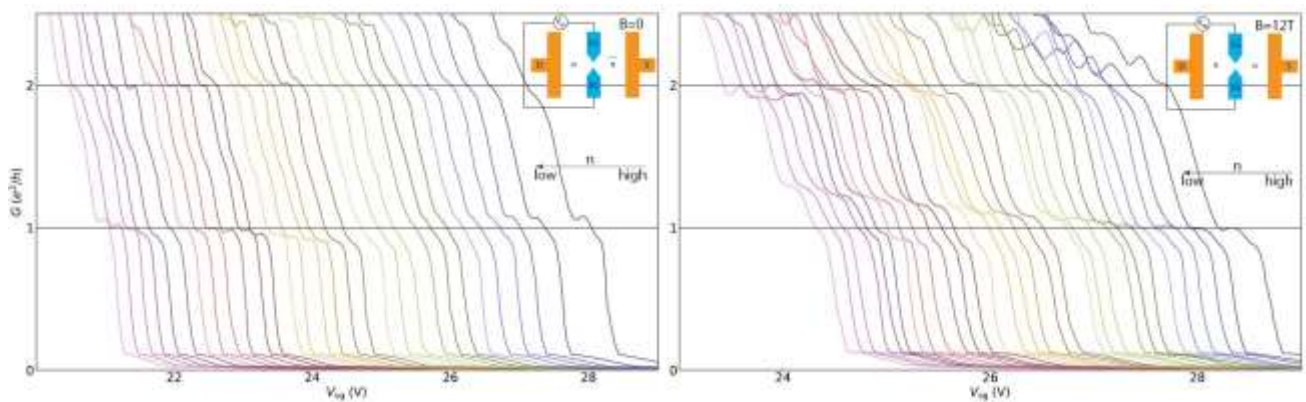 B=0
n
low high
G (e²/h)
2
1
0
22 24 26 28
V_sg (V)
B=12T
n
low high
2
1
0
24 26 28
V_sg (V)